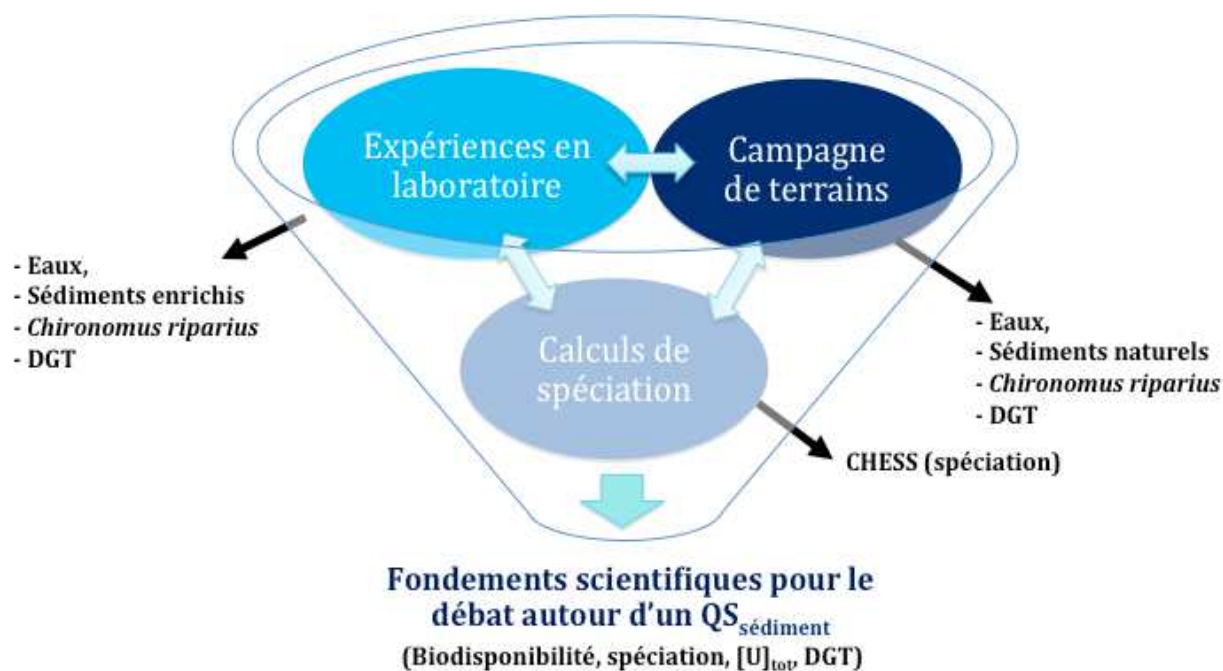 Expériences en
laboratoire
Campagne
de terrains
- Eaux,
- Sédiments enrichis
- Chironomus riparius
- DGT
- Eaux,
- Sédiments naturels
- Chironomus riparius
- DGT
Calculs de
spéciation
CHESS (spéciation)
Fondements scientifiques pour le
débat autour d'un QSsédiment
(Biodisponibilité, spéciation, [U]tot, DGT)